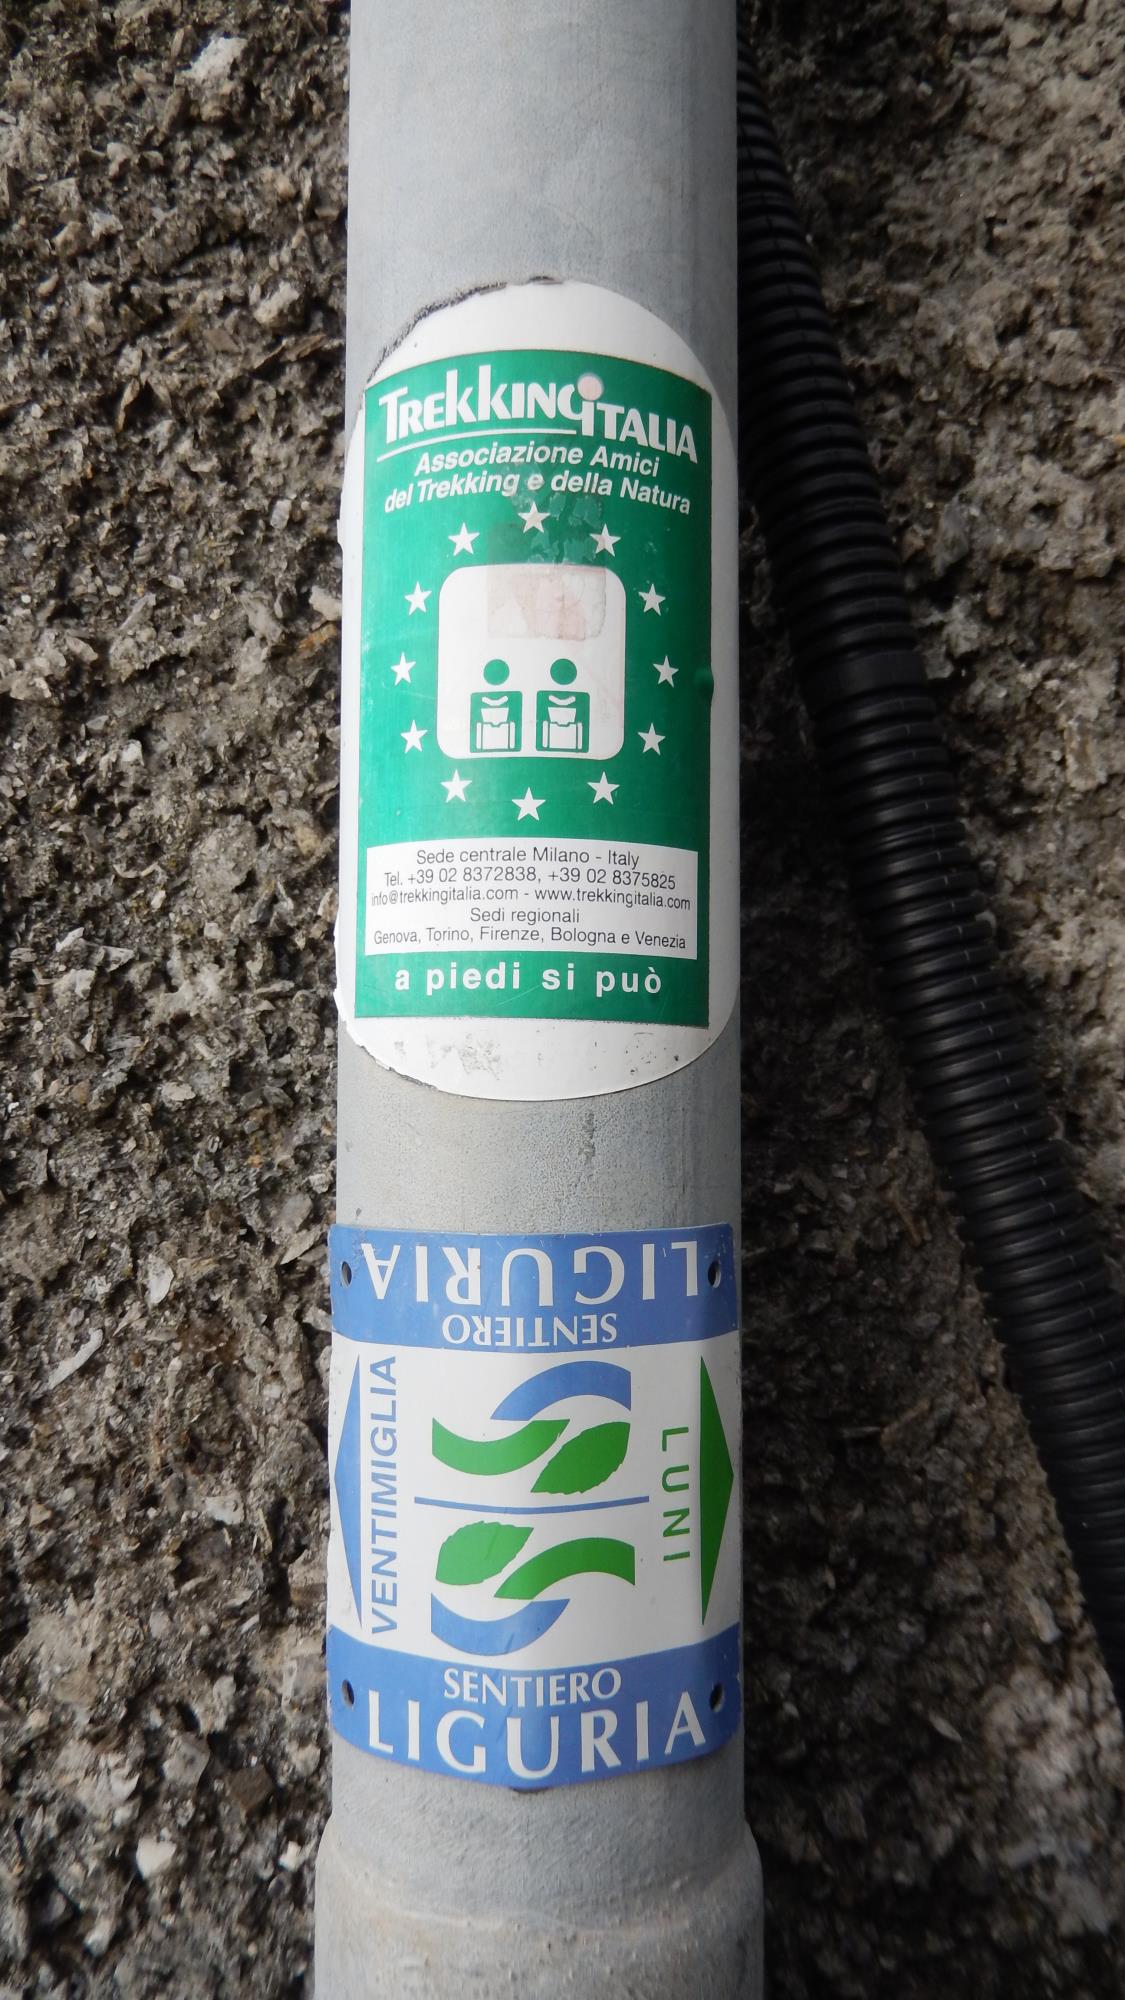 TREKKINGITALIA
Associazione Amici
del Trekking e della Natura
Sede centrale Milano - Italy
Tel. +39 02 8372838, +39 02 8375825
info@trekkingitalia.com - www.trekkingitalia.com
Sedi regionali
Genova, Torino, Firenze, Bologna e Venezia
a piedi si può
LIGURIA
SENTIERO
VENTIMIGLIA
LUNI
SENTIERO
LIGURIA